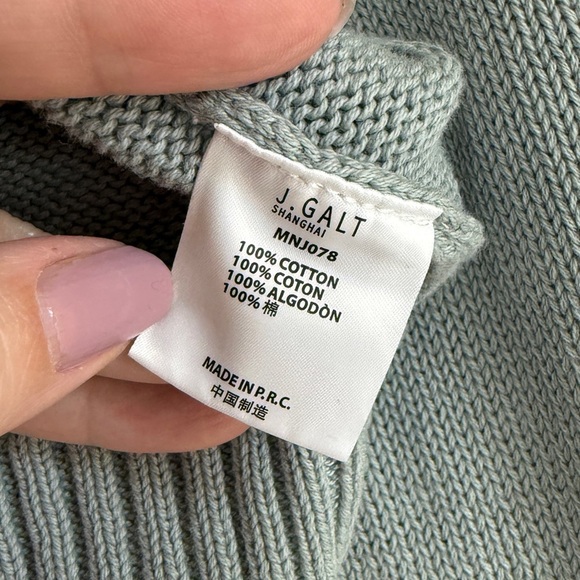 J. GALT
SHANGHAI
MNJ078
100% COTTON
100% COTON
100% ALGODÒN
100% 棉
MADE IN P.R.C.
中国制造